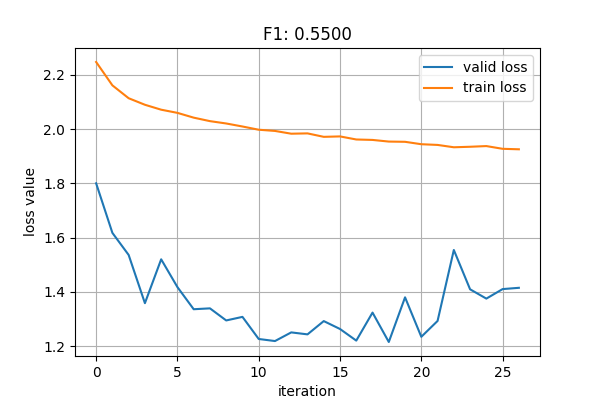 F1: 0.5500
valid loss
train loss
loss value
2.2
2.0
1.8
1.6
1.4
1.2
0 5 10 15 20 25
iteration